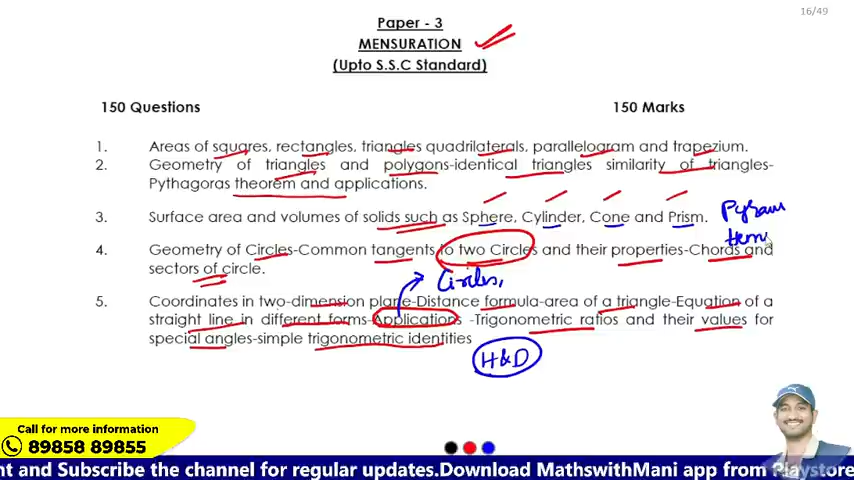 16/49
Paper - 3
MENSURATION
(Upto S.S.C Standard)
150 Questions 150 Marks
1. Areas of squares, rectangles, triangles quadrilaterals, parallelogram and trapezium.
2. Geometry of triangles and polygons-identical triangles similarity of triangles-
Pythagoras theorem and applications.
3. Surface area and volumes of solids such as Sphere, Cylinder, Cone and Prism.
Hem
4. Geometry of Circles-Common tangents to two Circles and their properties-Chords and
sectors of circle.
Circles,
5. Coordinates in two-dimension plane-Distance formula-area of a triangle-Equation of a
straight line in different forms-Applications -Trigonometric ratios and their values for
special angles-simple trigonometric identities
H&D
Call for more information
89858 89855
nt and Subscribe the channel for regular updates.Download MathswithMani app from Playstore